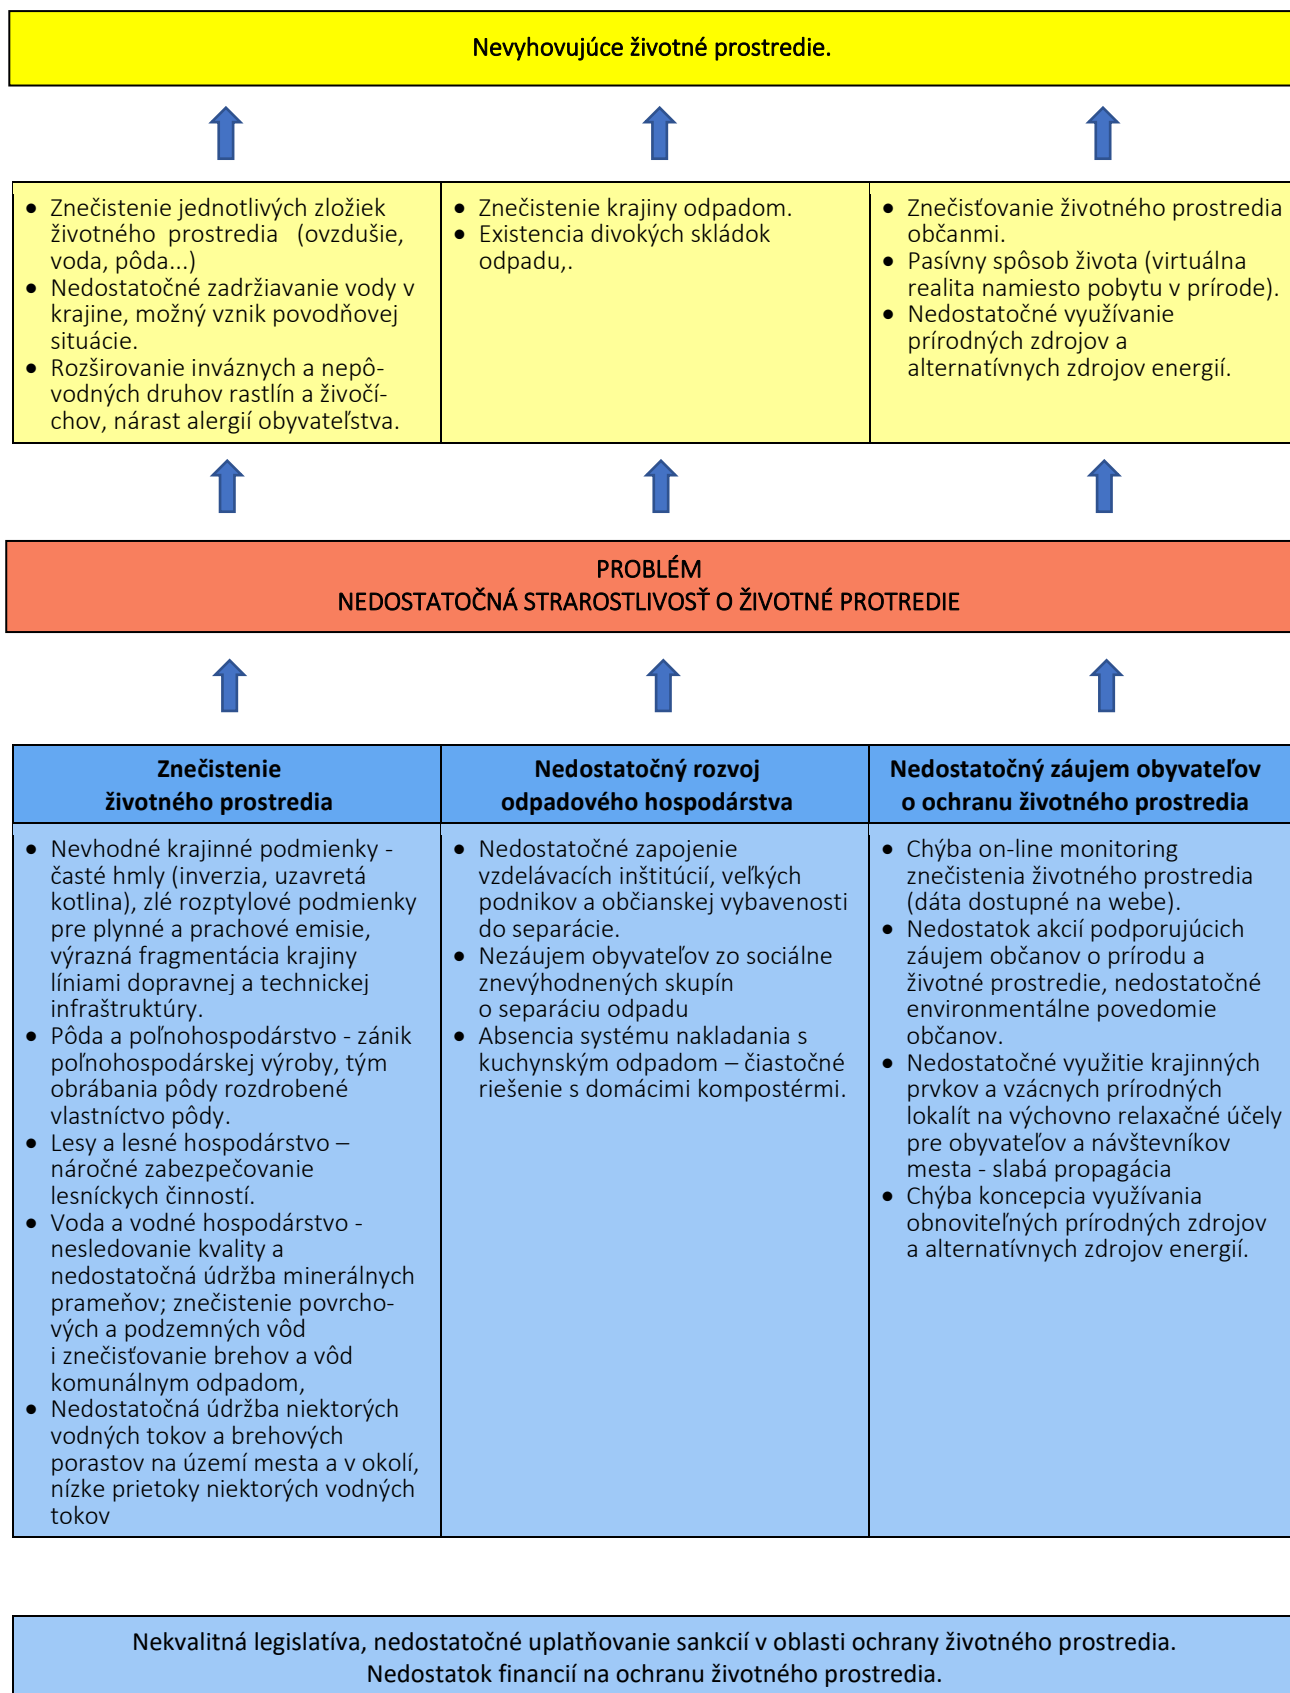 Nevyhovujúce životné prostredie.
• Znečistenie jednotlivých zložiek
životného prostredia (ovzdušie,
voda, pôda...)
• Nedostatočné zadržiavanie vody v
krajine, možný vznik povodňovej
situácie.
• Rozširovanie inváznych a nepô-
vodných druhov rastlín a živočí-
chov, nárast alergií obyvateľstva.
• Znečistenie krajiny odpadom.
• Existencia divokých skládok
odpadu,.
• Znečisťovanie životného prostredia
občanmi.
• Pasívny spôsob života (virtuálna
realita namiesto pobytu v prírode).
• Nedostatočné využívanie
prírodných zdrojov a
alternatívnych zdrojov energií.
PROBLÉM
NEDOSTATOČNÁ STRAROSTLIVOSŤ O ŽIVOTNÉ PROTREDIE
Znečistenie
životného prostredia
• Nevhodné krajinné podmienky -
časté hmly (inverzia, uzavretá
kotlina), zlé rozptylové podmienky
pre plynné a prachové emisie,
výrazná fragmentácia krajiny
líniami dopravnej a technickej
infraštruktúry.
• Pôda a poľnohospodárstvo - zánik
poľnohospodárskej výroby, tým
obrábania pôdy rozdrobené
vlastníctvo pôdy.
• Lesy a lesné hospodárstvo –
náročné zabezpečovanie
lesníckych činností.
• Voda a vodné hospodárstvo -
nesledovanie kvality a
nedostatočná údržba minerálnych
prameňov; znečistenie povrcho-
vých a podzemných vôd
i znečisťovanie brehov a vôd
komunálnym odpadom,
• Nedostatočná údržba niektorých
vodných tokov a brehových
porastov na území mesta a v okolí,
nízke prietoky niektorých vodných
tokov
Nedostatočný rozvoj
odpadového hospodárstva
• Nedostatočné zapojenie
vzdelávacích inštitúcií, veľkých
podnikov a občianskej vybavenosti
do separácie.
• Nezáujem obyvateľov zo sociálne
znevýhodnených skupín
o separáciu odpadu
• Absencia systému nakladania s
kuchynským odpadom – čiastočné
riešenie s domácimi kompostérmi.
Nedostatočný záujem obyvateľov
o ochranu životného prostredia
• Chýba on-line monitoring
znečistenia životného prostredia
(dáta dostupné na webe).
• Nedostatok akcií podporujúcich
záujem občanov o prírodu a
životné prostredie, nedostatočné
environmentálne povedomie
občanov.
• Nedostatočné využitie krajinných
prvkov a vzácnych prírodných
lokalít na výchovno relaxačné účely
pre obyvateľov a návštevníkov
mesta - slabá propagácia
• Chýba koncepcia využívania
obnoviteľných prírodných zdrojov
a alternatívnych zdrojov energií.
Nekvalitná legislatíva, nedostatočné uplatňovanie sankcií v oblasti ochrany životného prostredia.
Nedostatok financií na ochranu životného prostredia.